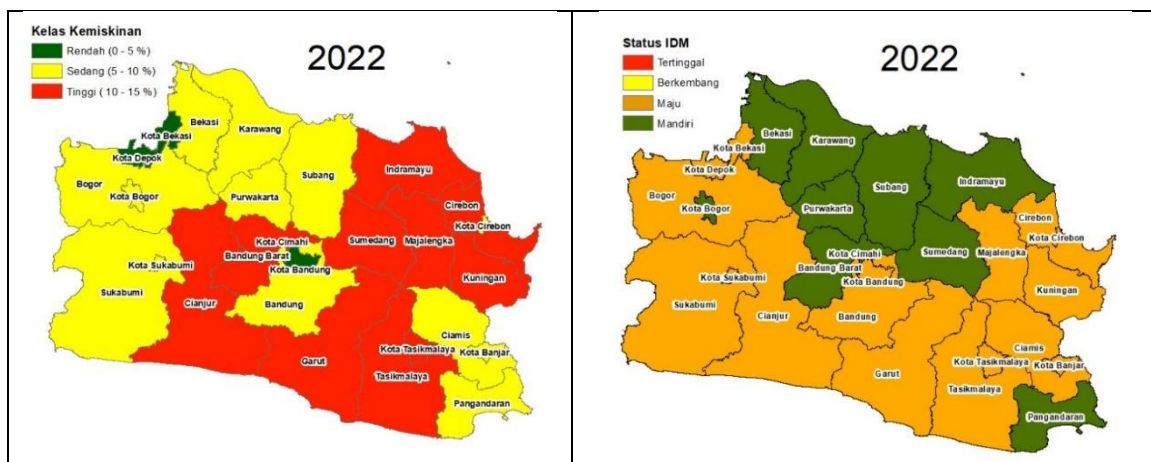 Kelas Kemiskinan
Rendah (0 - 5 %)
Sedang (5 - 10 %)
Tinggi ( 10 - 15 %)
2022
Kota Bekasi
Bekasi
Karawang
Kota Depok
Bogor
Kota Bogor
Purwakarta
Subang
Indramayu
Cirebon
Kota Cirebon
Kota Cimahi
Sumedang
Majalengka
Bandung Barat
Kota Bandung
Kuningan
Kota Sukabumi
Sukabumi
Cianjur
Bandung
Ciamis
Garut
Kota Tasikmalaya
Kota Banjar
Tasikmalaya
Pangandaran
Status IDM
Tertinggal
Berkembang
Maju
Mandiri
2022
Bekasi
Kota Bekasi
Karawang
Kota Depok
Bogor
Kota Bogor
Purwakarta
Subang
Indramayu
Cirebon
Kota Cirebon
Kota Cimahi
Sumedang
Majalengka
Bandung Barat
Kota Bandung
Kuningan
Kota Sukabumi
Sukabumi
Cianjur
Bandung
Ciamis
Garut
Kota Tasikmalaya
Kota Banjar
Tasikmalaya
Pangandaran